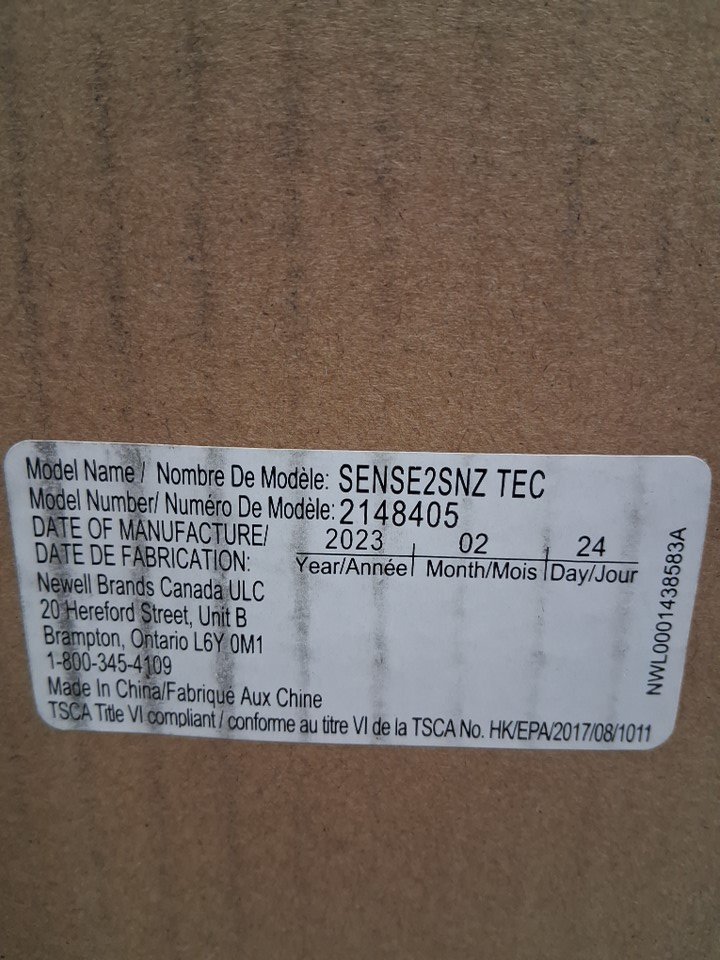 Model Name / Nombre De Modèle: SENSE2SNZ TEC
Model Number/ Numéro De Modèle: 2148405
DATE OF MANUFACTURE/ 2023 02 24
DATE DE FABRICATION: Year/Année Month/Mois Day/Jour
Newell Brands Canada ULC
20 Hereford Street, Unit B
Brampton, Ontario L6Y 0M1
1-800-345-4109
Made In China/Fabriqué Aux Chine
TSCA Title VI compliant / conforme au titre VI de la TSCA No. HK/EPA/2017/08/1011
NWL0001438583A